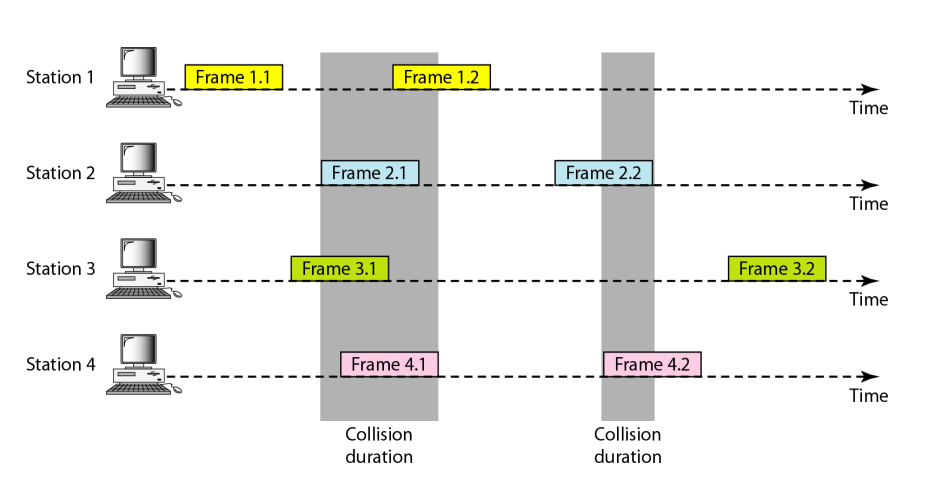 Station 1
Frame 1.1
Frame 1.2
Time
Station 2
Frame 2.1
Frame 2.2
Time
Station 3
Frame 3.1
Frame 3.2
Time
Station 4
Frame 4.1
Frame 4.2
Time
Collision
duration
Collision
duration